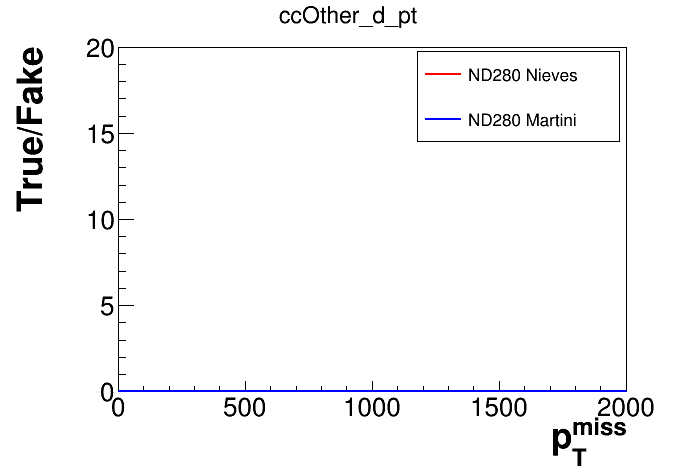 ccOther_d_pt
True/Fake
20
15
10
5
0
ND280 Nieves
ND280 Martini
0 500 1000 1500 2000
p_T^miss